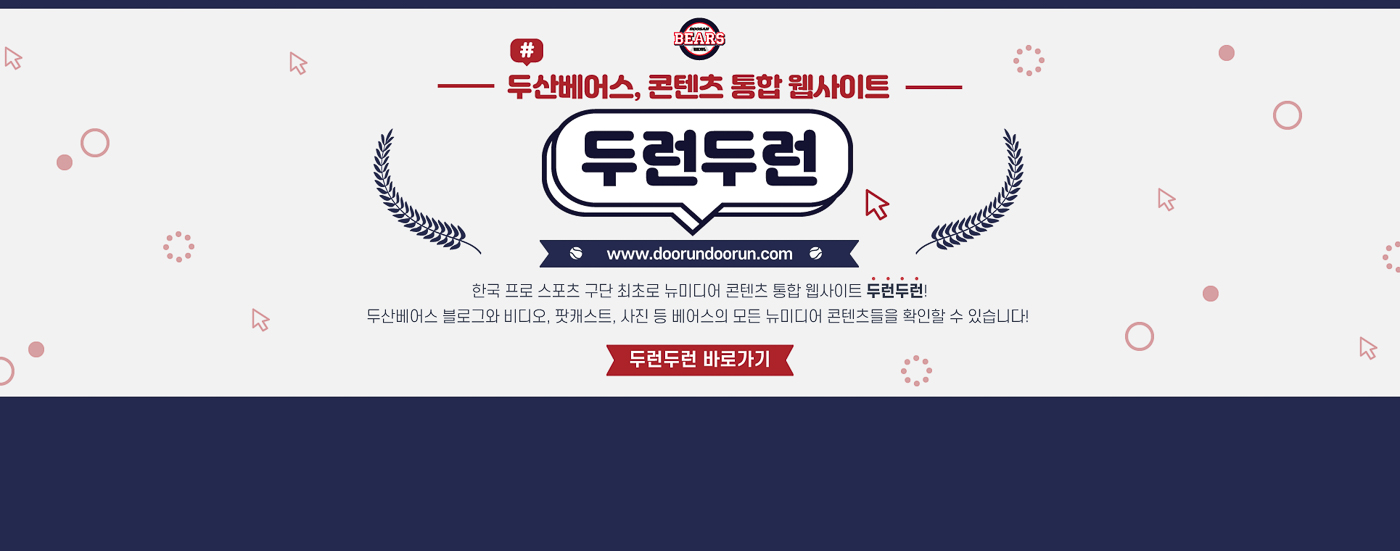 DOOSAN
BEARS
#
두산베어스, 콘텐츠 통합 웹사이트
두런두런
www.doorundoorun.com
한국 프로 스포츠 구단 최초로 뉴미디어 콘텐츠 통합 웹사이트 두런두런!
두산베어스 블로그와 비디오, 팟캐스트, 사진 등 베어스의 모든 뉴미디어 콘텐츠들을 확인할 수 있습니다!
두런두런 바로가기